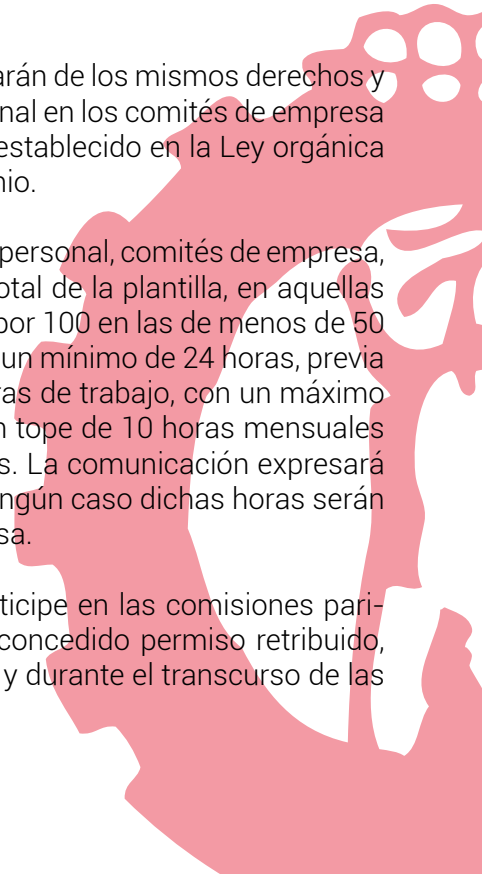 arán de los mismos derechos y
nal en los comités de empresa
establecido en la Ley orgánica
nio.
personal, comités de empresa,
otal de la plantilla, en aquellas
por 100 en las de menos de 50
un mínimo de 24 horas, previa
ras de trabajo, con un máximo
n tope de 10 horas mensuales
s. La comunicación expresará
ngún caso dichas horas serán
sa.
ticipe en las comisiones pari-
concedido permiso retribuido,
y durante el transcurso de las